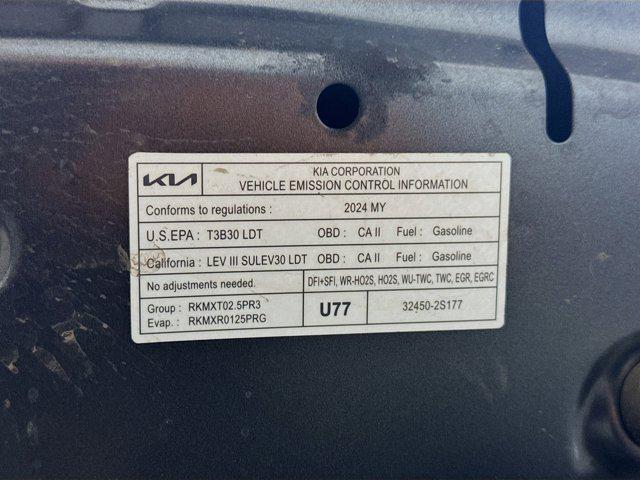 KIA
KIA CORPORATION
VEHICLE EMISSION CONTROL INFORMATION
Conforms to regulations : 2024 MY
U.S.EPA : T3B30 LDT OBD : CA II Fuel : Gasoline
California : LEV III SULEV30 LDT OBD : CA II Fuel : Gasoline
No adjustments needed. DFI+SFI, WR-HO2S, HO2S, WU-TWC, TWC, EGR, EGRC
Group : RKMXT02.5PR3
Evap. : RKMXR0125PRG
U77
32450-2S177